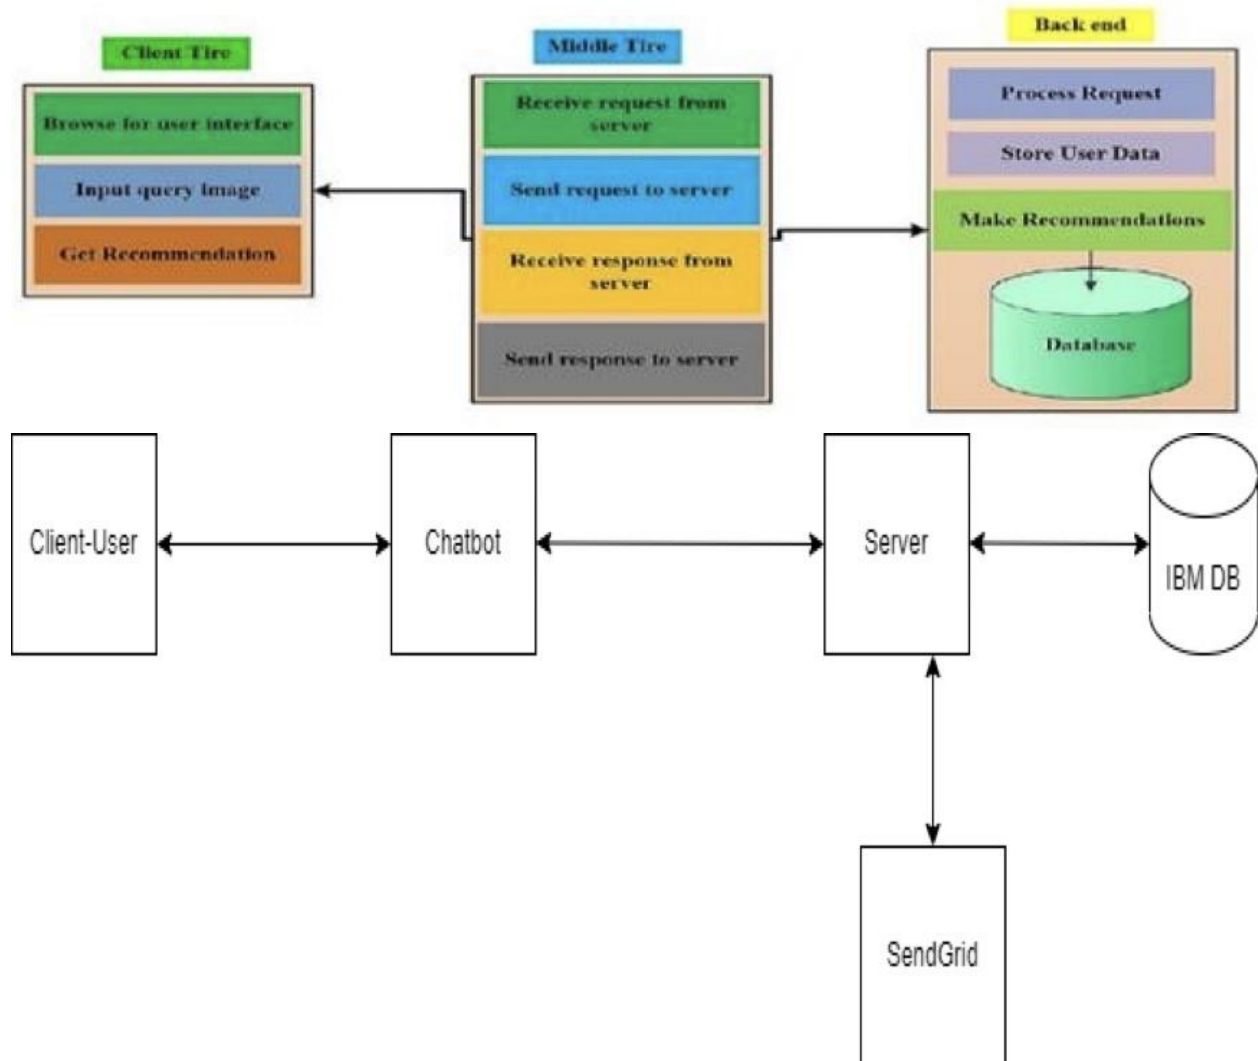 Client Tire
Browse for user interface
Input query image
Get Recommendation
Middle Tire
Receive request from
server
Send request to server
Receive response from
server
Send response to server
Back end
Process Request
Store User Data
Make Recommendations
Database
Client-User
Chatbot
Server
IBM DB
SendGrid